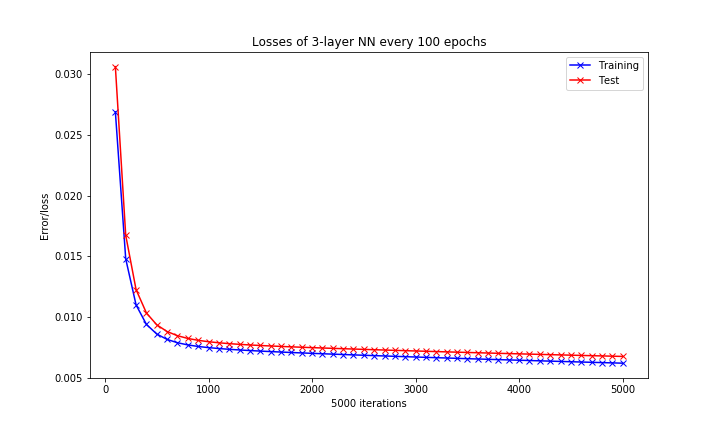 Losses of 3-layer NN every 100 epochs
Training
Test
Error/loss
0.030
0.025
0.020
0.015
0.010
0.005
0 1000 2000 3000 4000 5000
5000 iterations